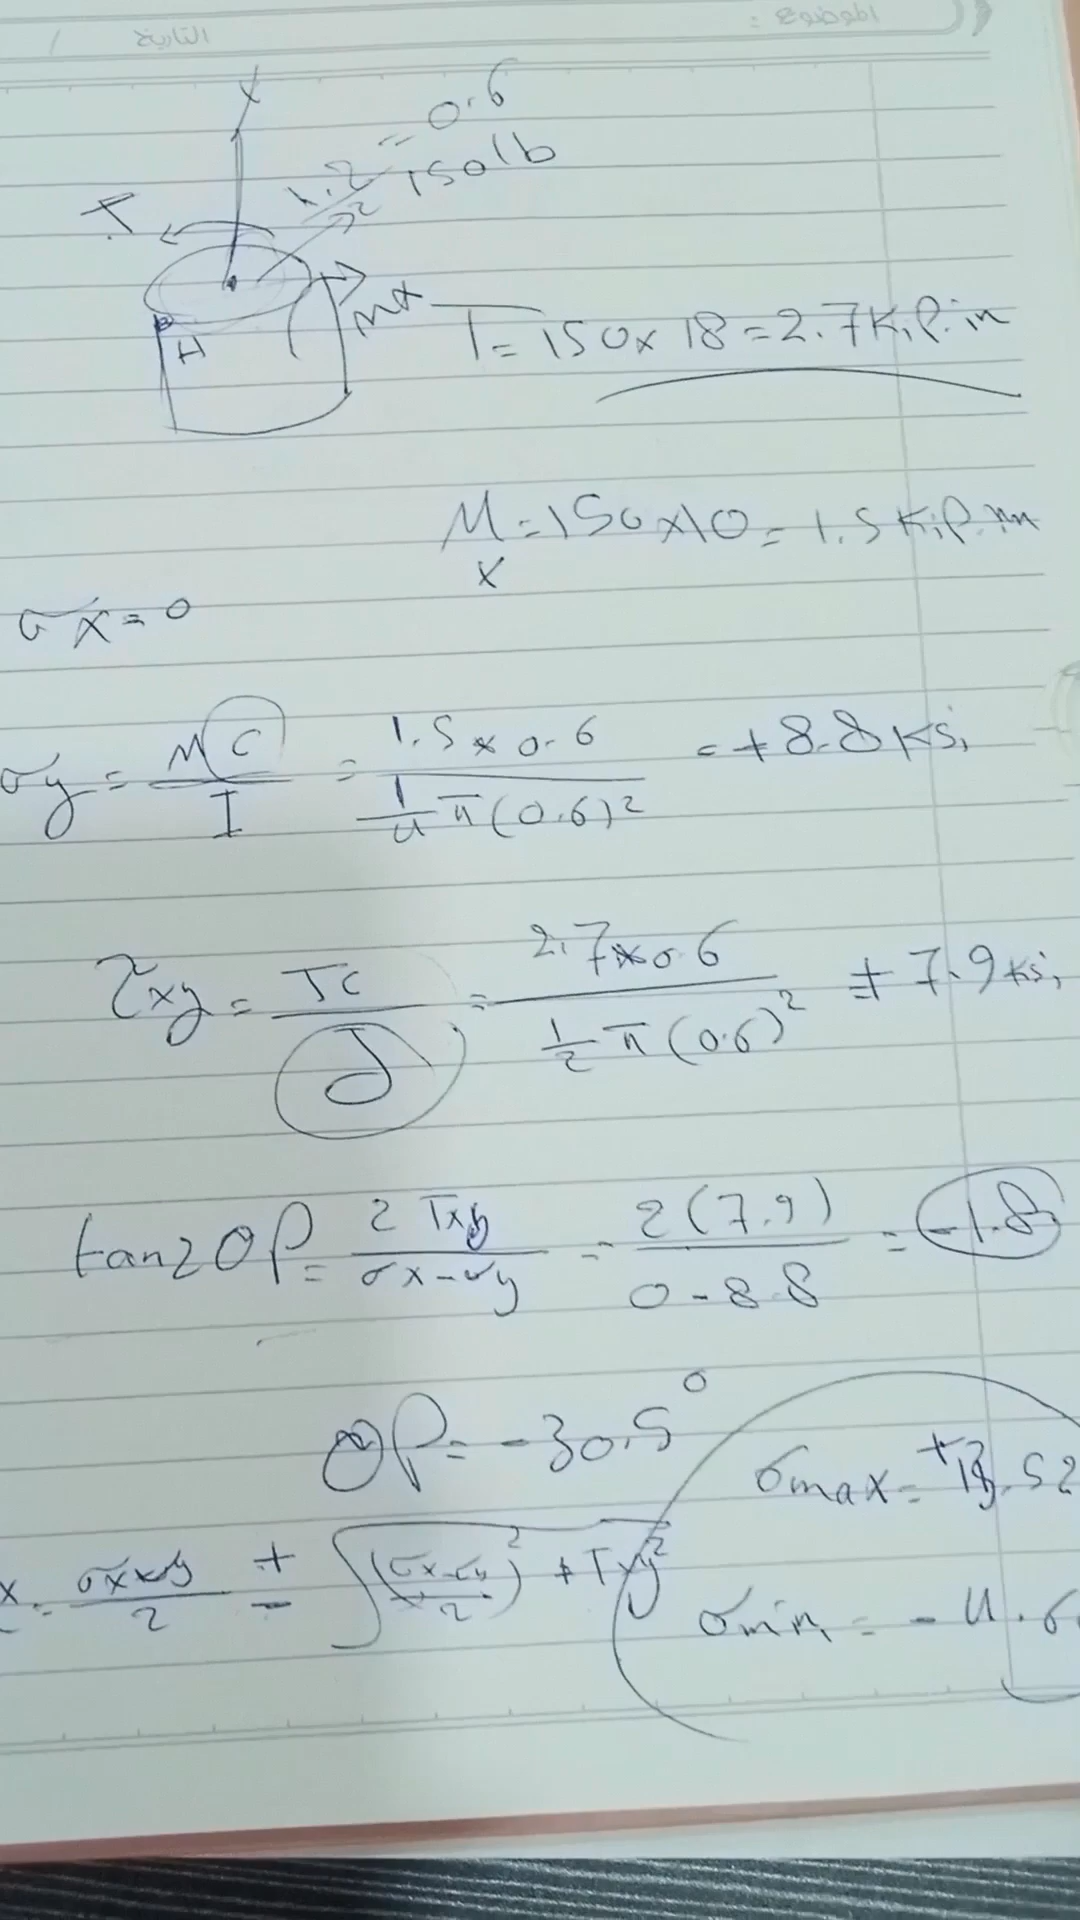 الموضوع :
التاريخ /
y
1.2/2 = 0.6
150 lb
T
H
Mx
T = 150 x 18 = 2.7 Kip.in
Mx = 150 x 10 = 1.5 Kip.in
σx = 0
σy = MC/I = 1.5 x 0.6 / 1/4 π (0.6)² = +8.8 Ksi
τxy = TC/J = 2.7 x 0.6 / 1/2 π (0.6)² = +7.9 Ksi
tan2θP = 2 Txy / σx-σy = 2(7.9) / 0-8.8 = -1.8
θP = -30.5°
σmax = +13.52
σx+σy / 2 ± √(σx-σy / 2)² + Txy²
σmin = -4.6